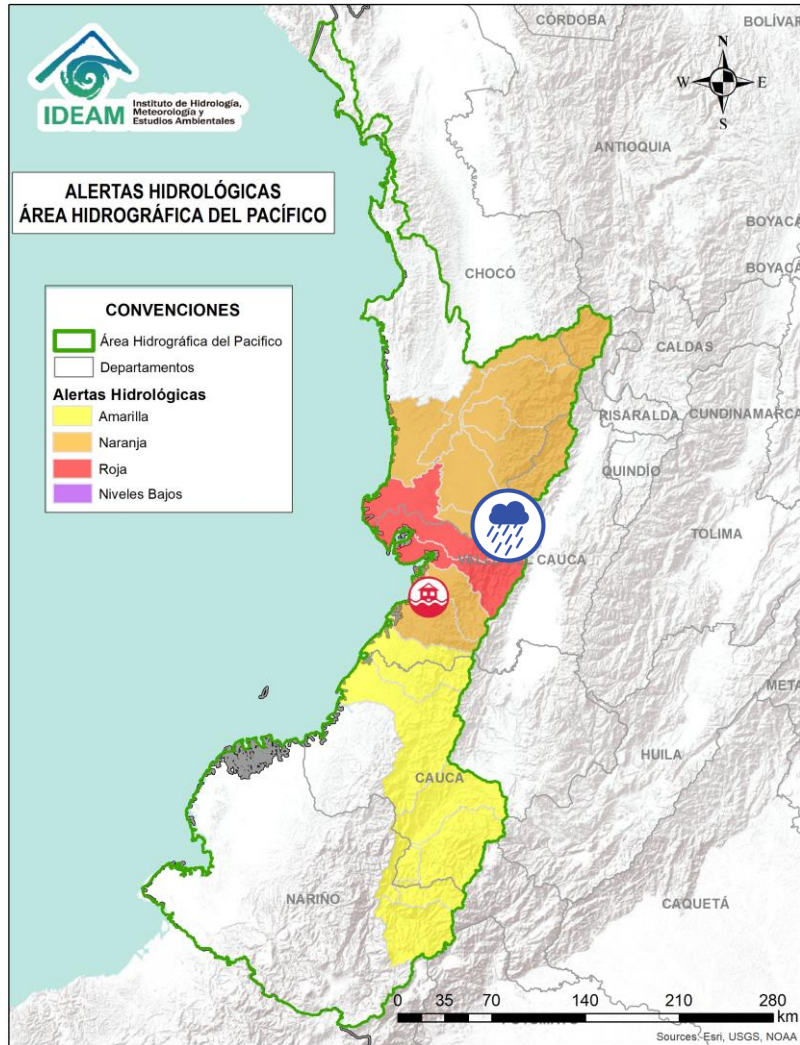 IDEAM
Instituto de Hidrología,
Meteorología y
Estudios Ambientales
ALERTAS HIDROLÓGICAS
ÁREA HIDROGRÁFICA DEL PACÍFICO
CONVENCIONES
Área Hidrográfica del Pacifico
Departamentos
Alertas Hidrológicas
Amarilla
Naranja
Roja
Niveles Bajos
N
W E
S
CÓRDOBA
BOLÍVAR
ANTIOQUIA
BOYACÁ
BOYACÁ
CHOCÓ
CALDAS
RISARALDA
CUNDINAMARCA
QUINDÍO
TOLIMA
CAUCA
META
HUILA
CAUCA
NARIÑO
CAQUETÁ
0 35 70 140 210 280
km
Sources: Esri, USGS, NOAA